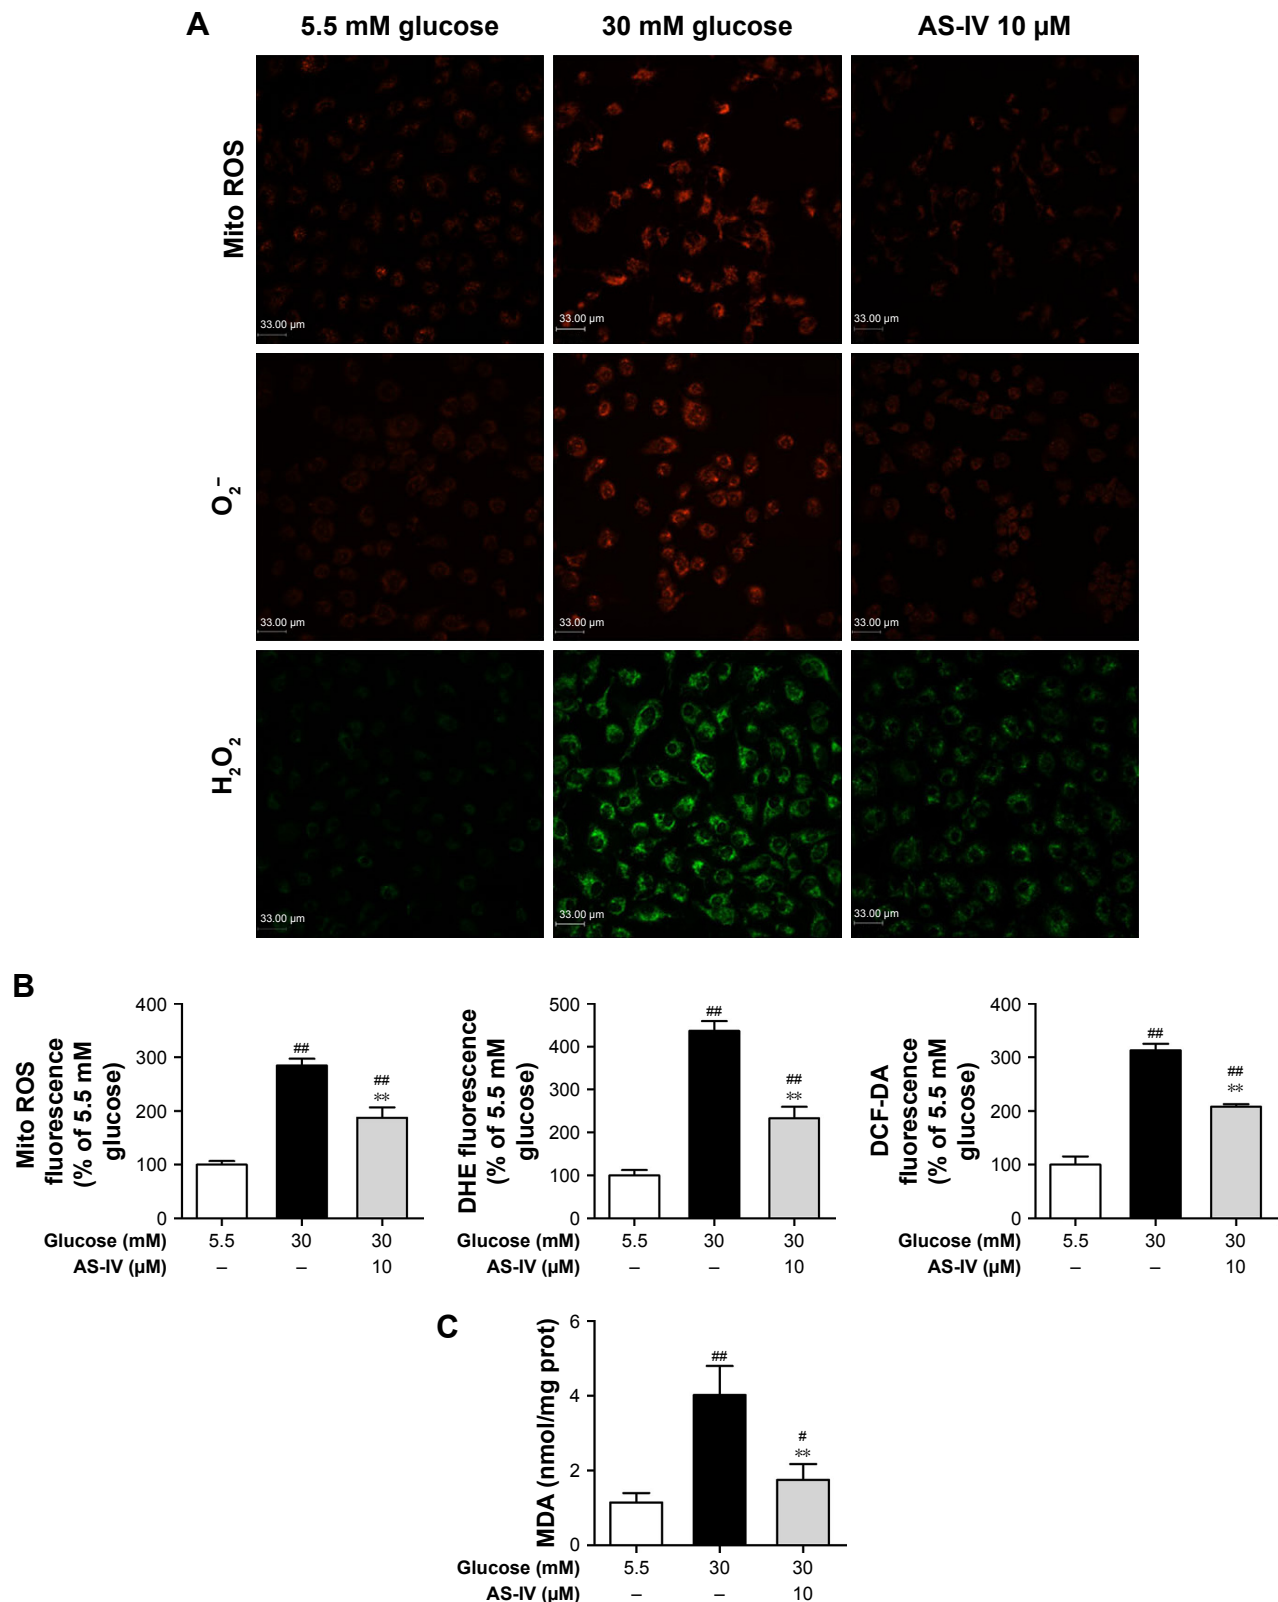 A
5.5 mM glucose
30 mM glucose
AS-IV 10 µM
Mito ROS
33.00 µm
33.00 µm
33.00 µm
O₂⁻
33.00 µm
33.00 µm
33.00 µm
H₂O₂
33.00 µm
33.00 µm
33.00 µm
B
Mito ROS
fluorescence
(% of 5.5 mM
glucose)
400
300
200
100
0
##
##
**
Glucose (mM) 5.5 30 30
AS-IV (µM) – – 10
DHE fluorescence
(% of 5.5 mM
glucose)
500
400
300
200
100
0
##
##
**
Glucose (mM) 5.5 30 30
AS-IV (µM) – – 10
DCF-DA
fluorescence
(% of 5.5 mM
glucose)
400
300
200
100
0
##
##
**
Glucose (mM) 5.5 30 30
AS-IV (µM) – – 10
C
MDA (nmol/mg prot)
6
4
2
0
##
#
**
Glucose (mM) 5.5 30 30
AS-IV (µM) – – 10